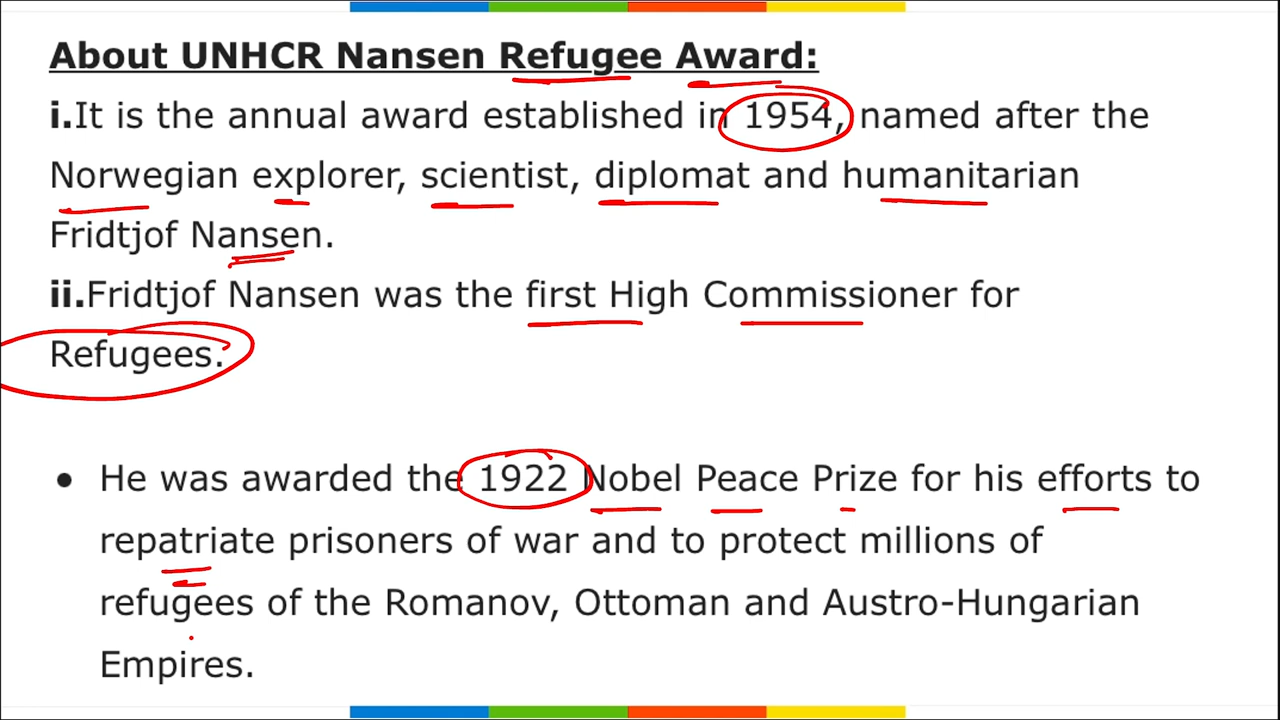 About UNHCR Nansen Refugee Award:
i.It is the annual award established in 1954, named after the
Norwegian explorer, scientist, diplomat and humanitarian
Fridtjof Nansen.
ii.Fridtjof Nansen was the first High Commissioner for
Refugees.
● He was awarded the 1922 Nobel Peace Prize for his efforts to
repatriate prisoners of war and to protect millions of
refugees of the Romanov, Ottoman and Austro-Hungarian
Empires.